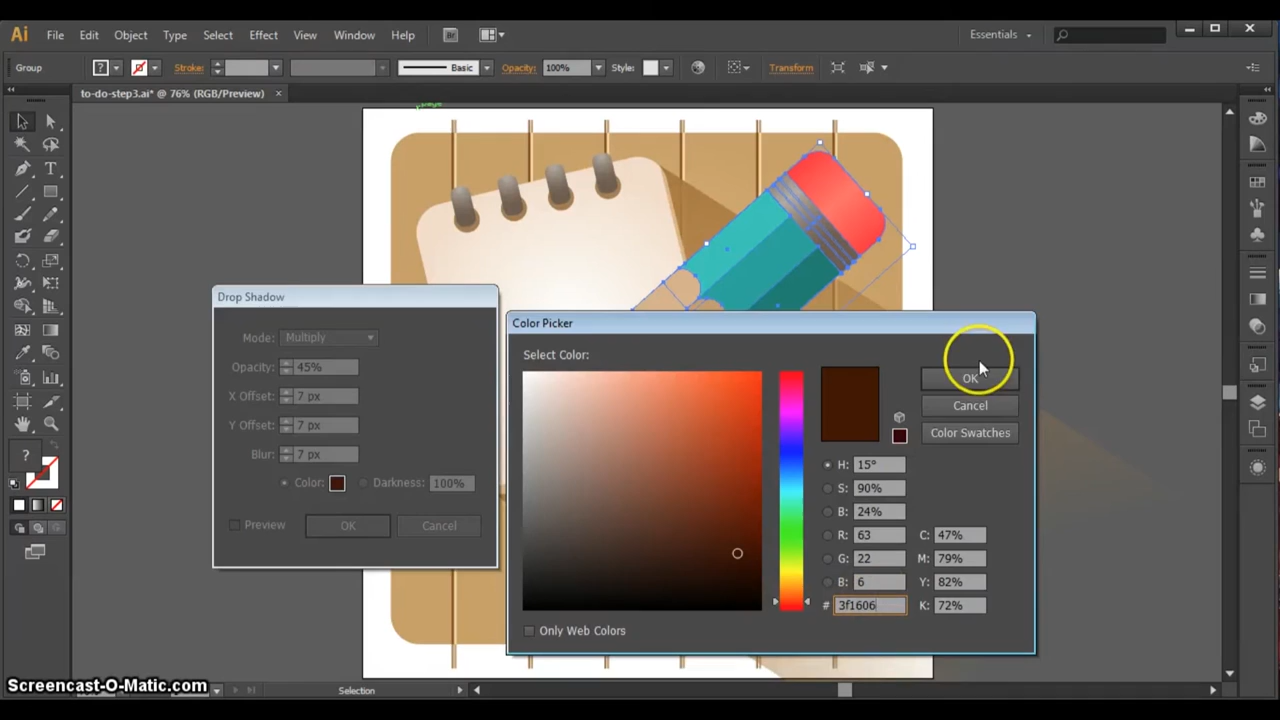 Ai File Edit Object Type Select Effect View Window Help Br Essentials
Group ? Stroke: Basic Opacity: 100% Style: Transform
to-do-step3.ai* @ 76% (RGB/Preview) ×
Drop Shadow
Mode: Multiply
Opacity: 45%
X Offset: 7 px
Y Offset: 7 px
Blur: 7 px
Color: Darkness: 100%
Preview OK Cancel
Color Picker
Select Color:
OK
Cancel
Color Swatches
H: 15°
S: 90%
B: 24%
R: 63 C: 47%
G: 22 M: 79%
B: 6 Y: 82%
# 3f1606 K: 72%
Only Web Colors
?
Screencast-O-Matic.com
Selection